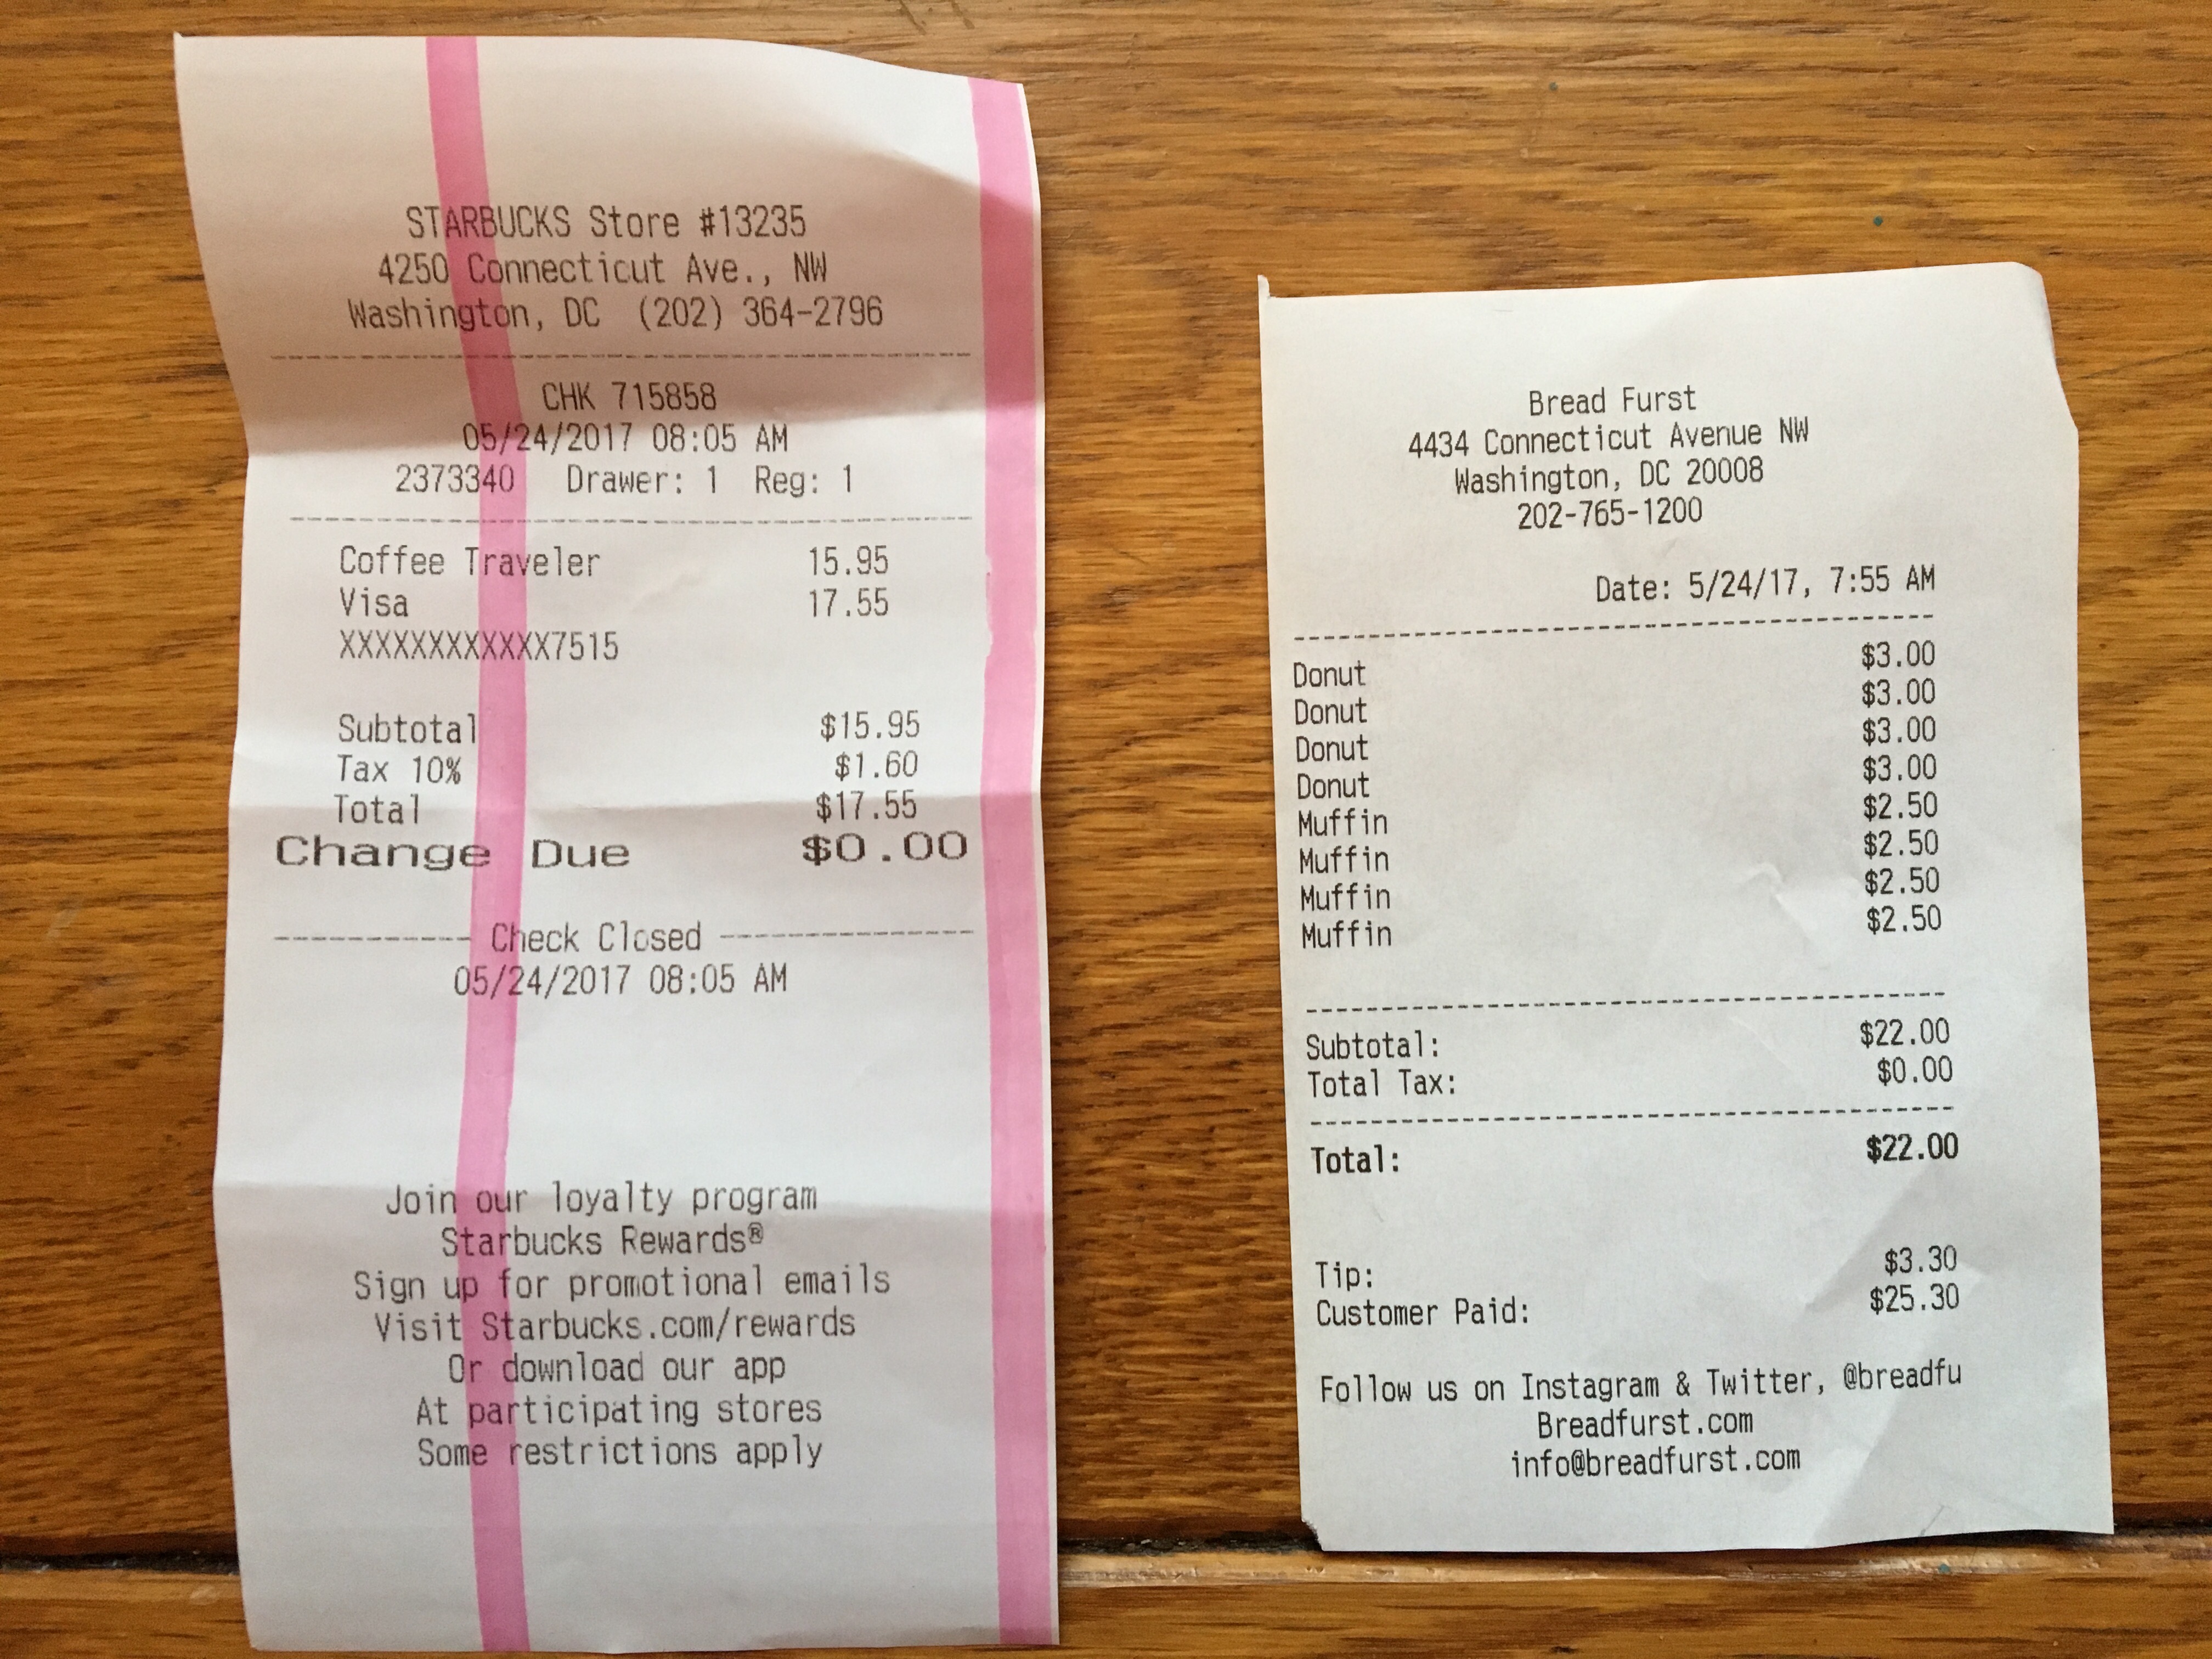 STARBUCKS Store #13235
4250 Connecticut Ave., NW
Washington, DC (202) 364-2796
CHK 715858
05/24/2017 08:05 AM
2373340 Drawer: 1 Reg: 1
Coffee Traveler 15.95
Visa 17.55
XXXXXXXXXXXX7515
Subtotal $15.95
Tax 10% $1.60
Total $17.55
Change Due $0.00
Check Closed
05/24/2017 08:05 AM
Join our loyalty program
Starbucks Rewards®
Sign up for promotional emails
Visit Starbucks.com/rewards
Or download our app
At participating stores
Some restrictions apply
Bread Furst
4434 Connecticut Avenue NW
Washington, DC 20008
202-765-1200
Date: 5/24/17, 7:55 AM
Donut $3.00
Donut $3.00
Donut $3.00
Donut $3.00
Muffin $2.50
Muffin $2.50
Muffin $2.50
Muffin $2.50
Subtotal: $22.00
Total Tax: $0.00
Total: $22.00
Tip: $3.30
Customer Paid: $25.30
Follow us on Instagram & Twitter, @breadfu
Breadfurst.com
info@breadfurst.com